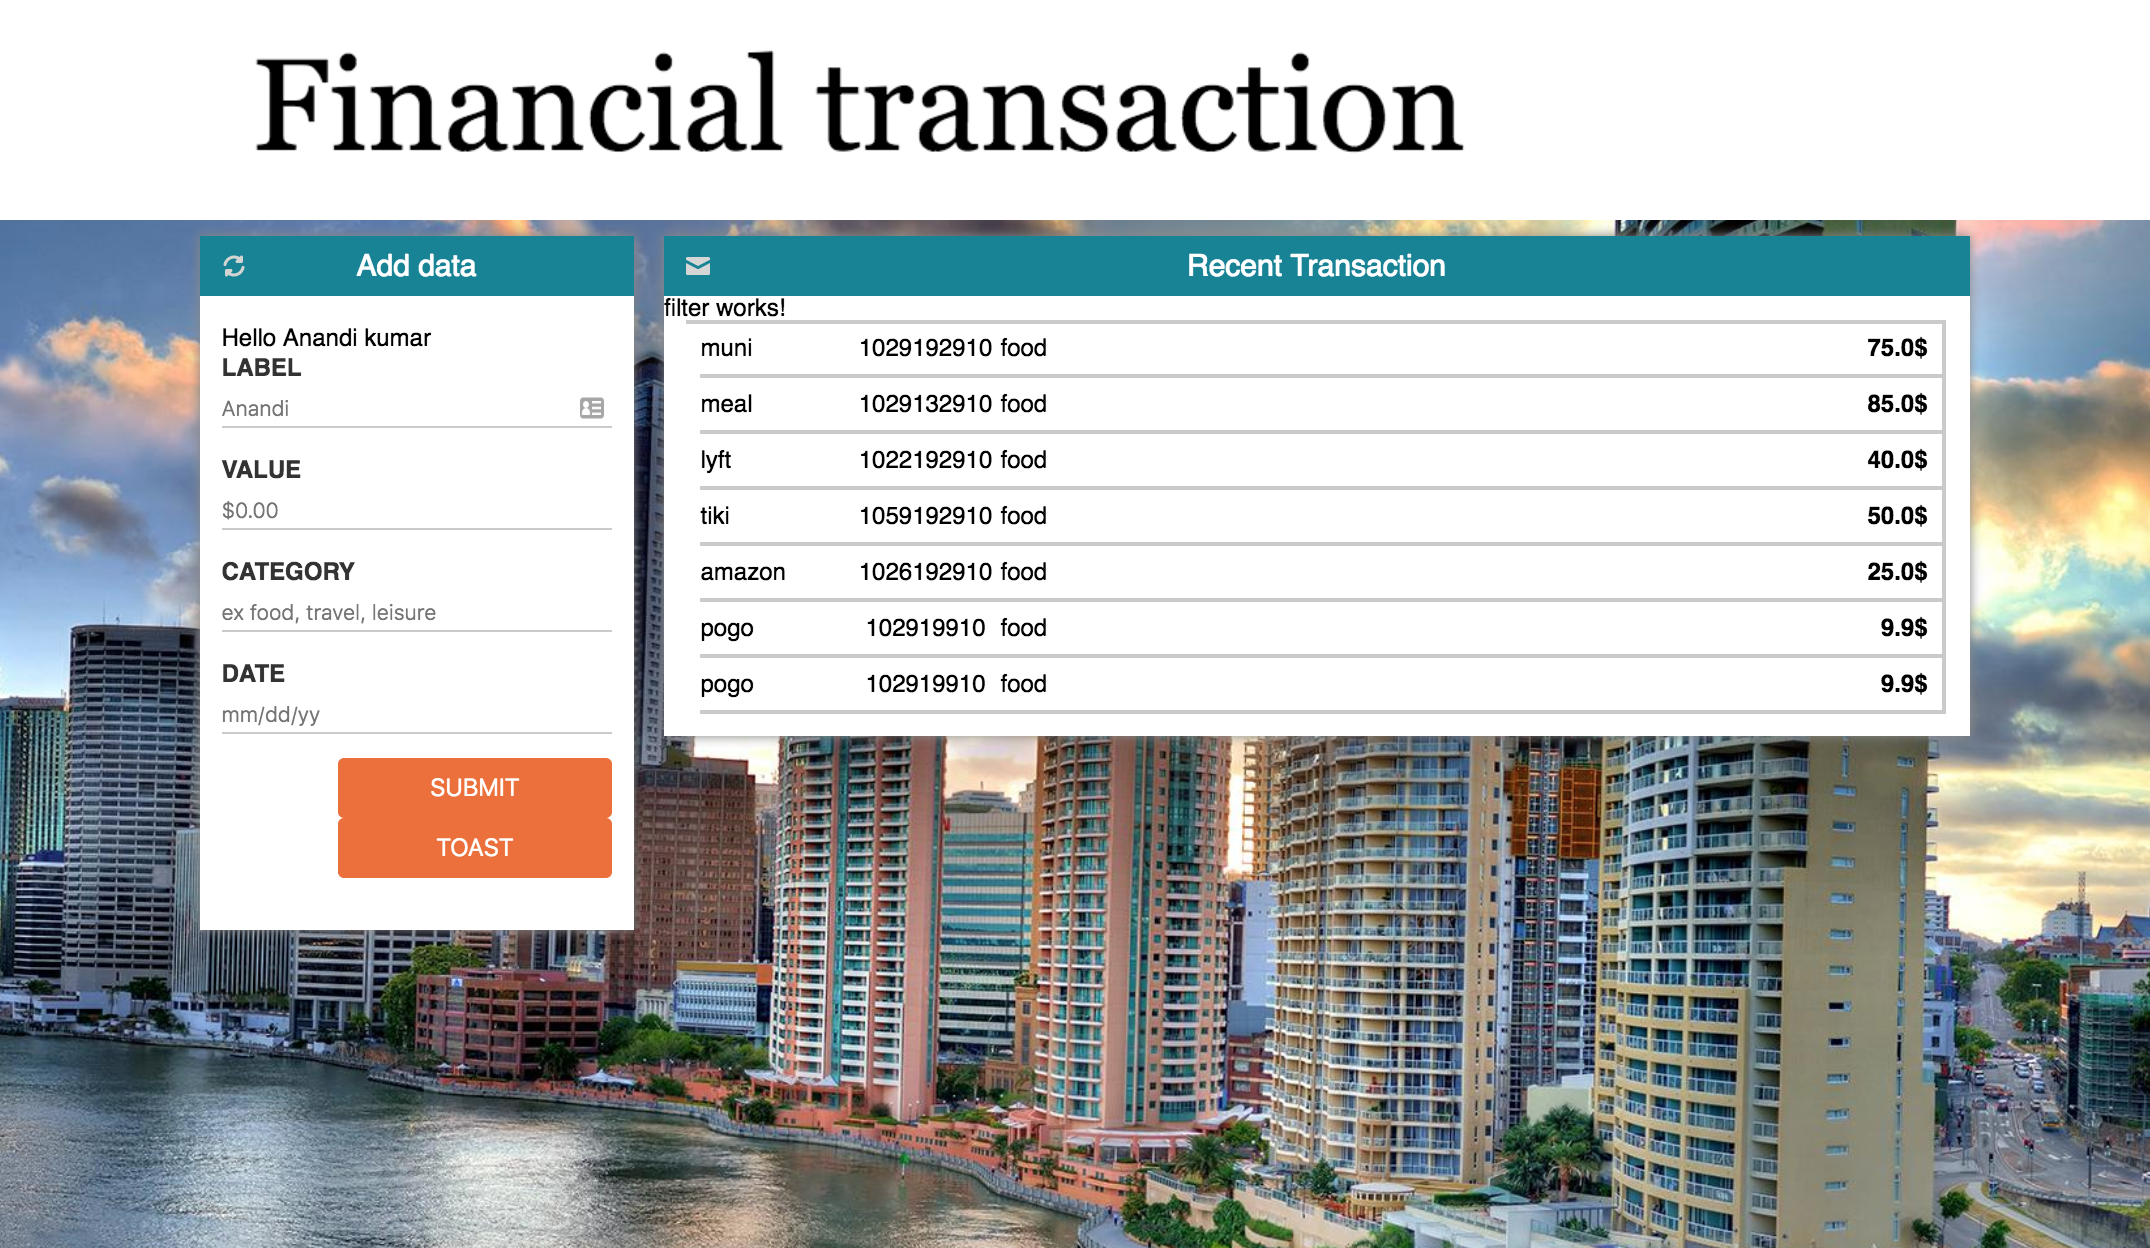 Financial transaction
Add data
Hello Anandi kumar
LABEL
Anandi
VALUE
$0.00
CATEGORY
ex food, travel, leisure
DATE
mm/dd/yy
SUBMIT
TOAST
Recent Transaction
filter works!
muni 1029192910 food 75.0$
meal 1029132910 food 85.0$
lyft 1022192910 food 40.0$
tiki 1059192910 food 50.0$
amazon 1026192910 food 25.0$
pogo 102919910 food 9.9$
pogo 102919910 food 9.9$